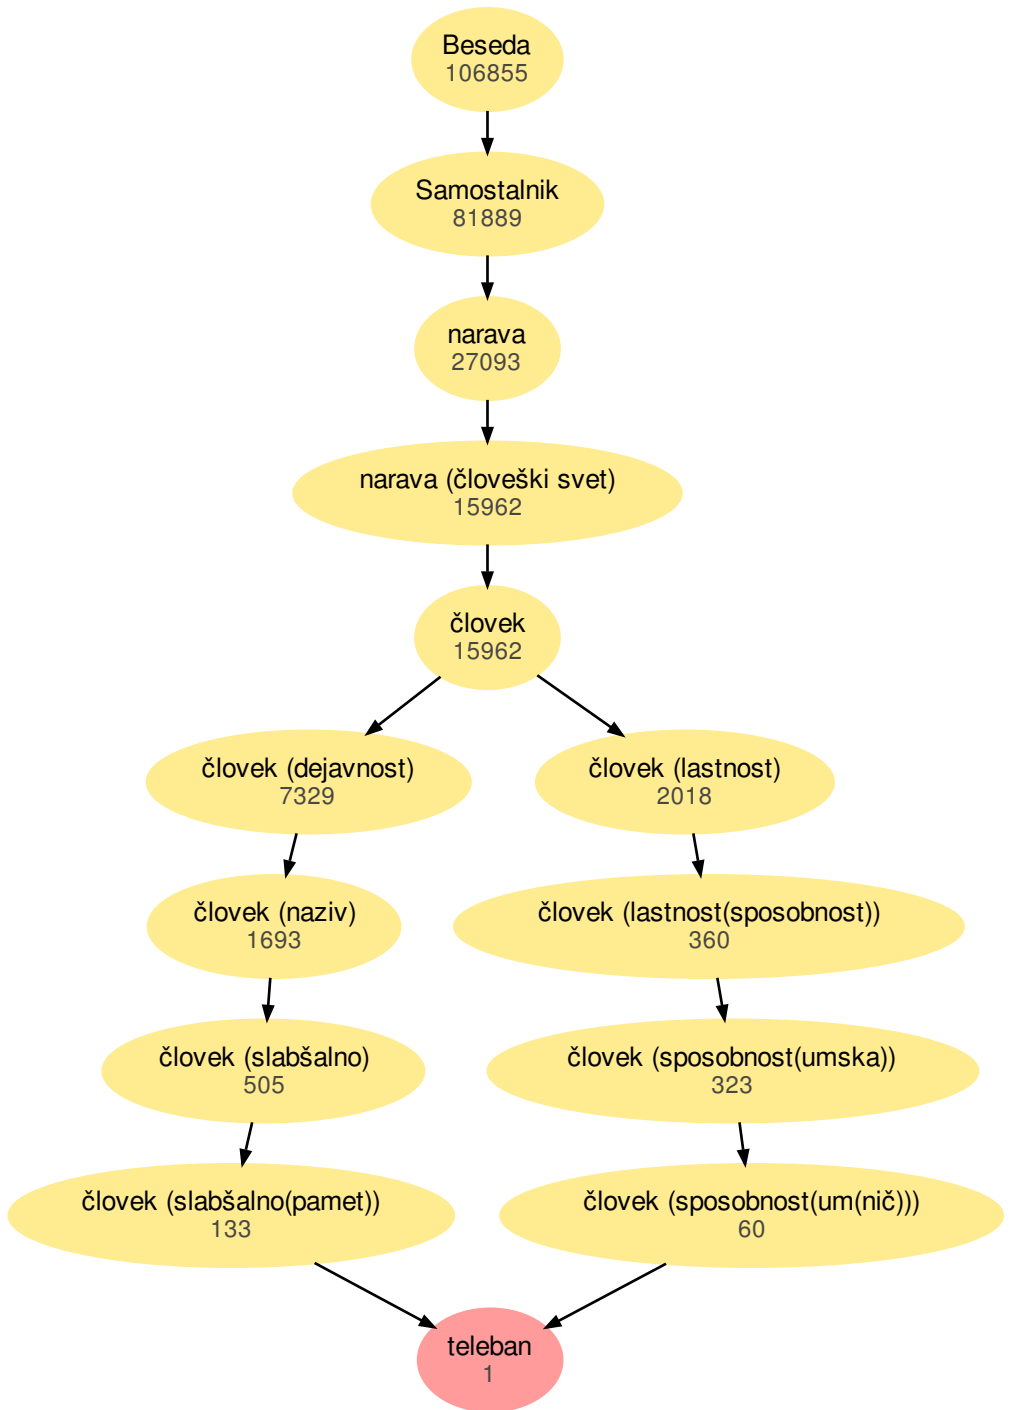 Beseda
106855
Samostalnik
81889
narava
27093
narava (človeški svet)
15962
človek
15962
človek (dejavnost)
7329
človek (lastnost)
2018
človek (naziv)
1693
človek (lastnost(sposobnost))
360
človek (slabšalno)
505
človek (sposobnost(umska))
323
človek (slabšalno(pamet))
133
človek (sposobnost(um(nič)))
60
teleban
1